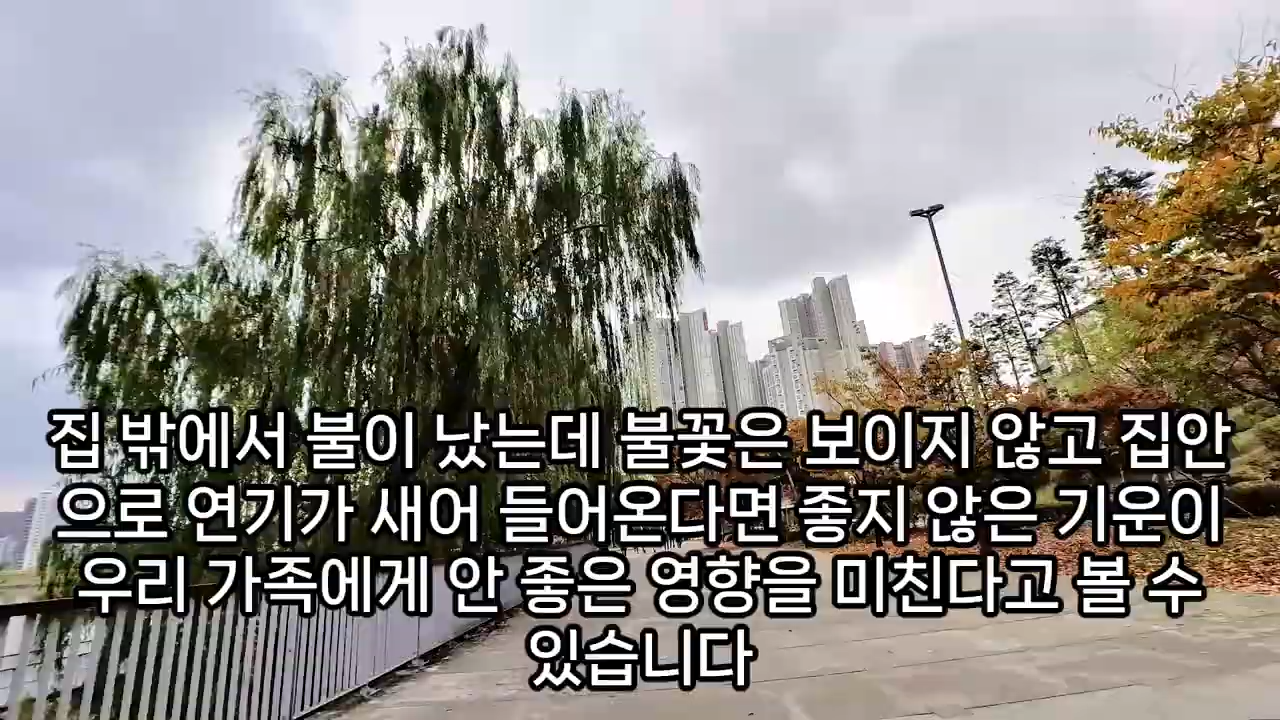 집 밖에서 불이 났는데 불꽃은 보이지 않고 집안
으로 연기가 새어 들어온다면 좋지 않은 기운이
우리 가족에게 안 좋은 영향을 미친다고 볼 수
있습니다